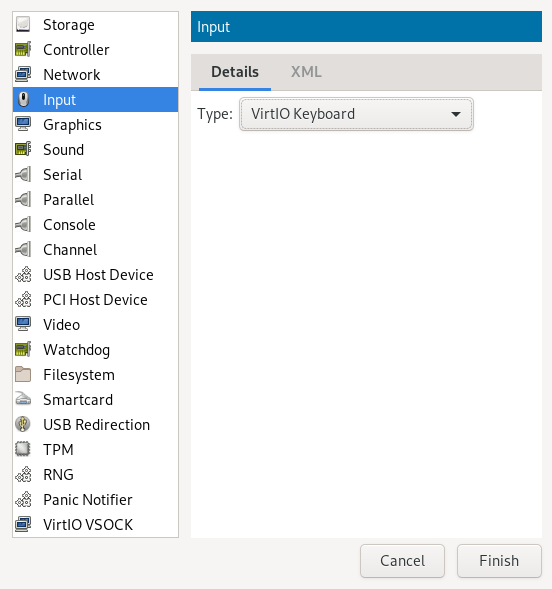 Storage
Controller
Network
Input
Graphics
Sound
Serial
Parallel
Console
Channel
USB Host Device
PCI Host Device
Video
Watchdog
Filesystem
Smartcard
USB Redirection
TPM
RNG
Panic Notifier
VirtIO VSOCK
Input
Details XML
Type: VirtIO Keyboard
Cancel Finish